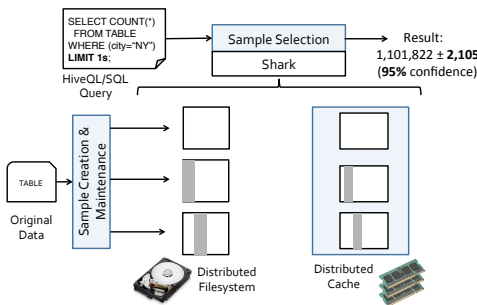 SELECT COUNT(*)
FROM TABLE
WHERE (city="NY")
LIMIT 1s;
HiveQL/SQL
Query
Sample Selection
Shark
Result:
1,101,822 ± 2,105
(95% confidence)
TABLE
Original
Data
Sample Creation &
Maintenance
Distributed
Filesystem
Distributed
Cache